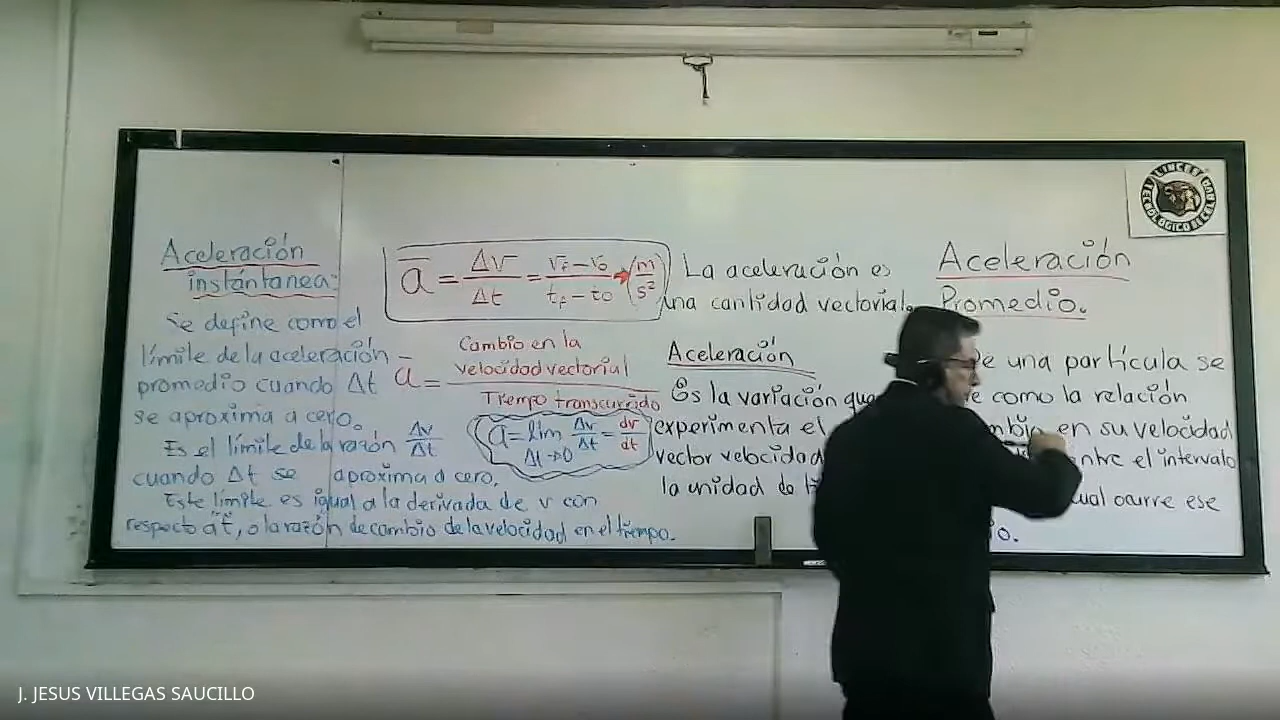 Aceleración
instántanea:
Se define como el
límite de la aceleración
promedio cuando Δt
se aproxima a cero.
Es el límite de la razón Δv/Δt
cuando Δt se aproxima a cero.
Este límite es igual a la derivada de v con
respecto a "t", o la razón de cambio de la velocidad en el tiempo.
a̅ = Δv/Δt = (vf − vo)/(tf − to) → (m/s²)
a̅ = Cambio en la
velocidad vectorial
Tiempo transcurrido
a = lím Δv/Δt = dv/dt
Δt→0
La aceleración es
una cantidad vectorial.
Aceleración
Es la variación que
experimenta el
vector velocidad
la unidad de
Aceleración
Promedio.
De una partícula se
como la relación
en su velocidad
entre el intervalo
cual ocurre ese
J. JESUS VILLEGAS SAUCILLO